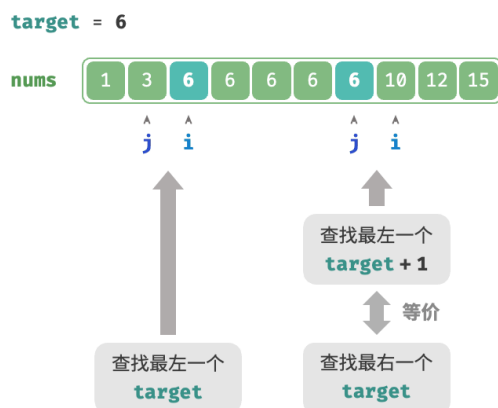 target = 6
nums 1 3 6 6 6 6 6 10 12 15
j i j i
查找最左一个
target + 1
等价
查找最左一个
target
查找最右一个
target